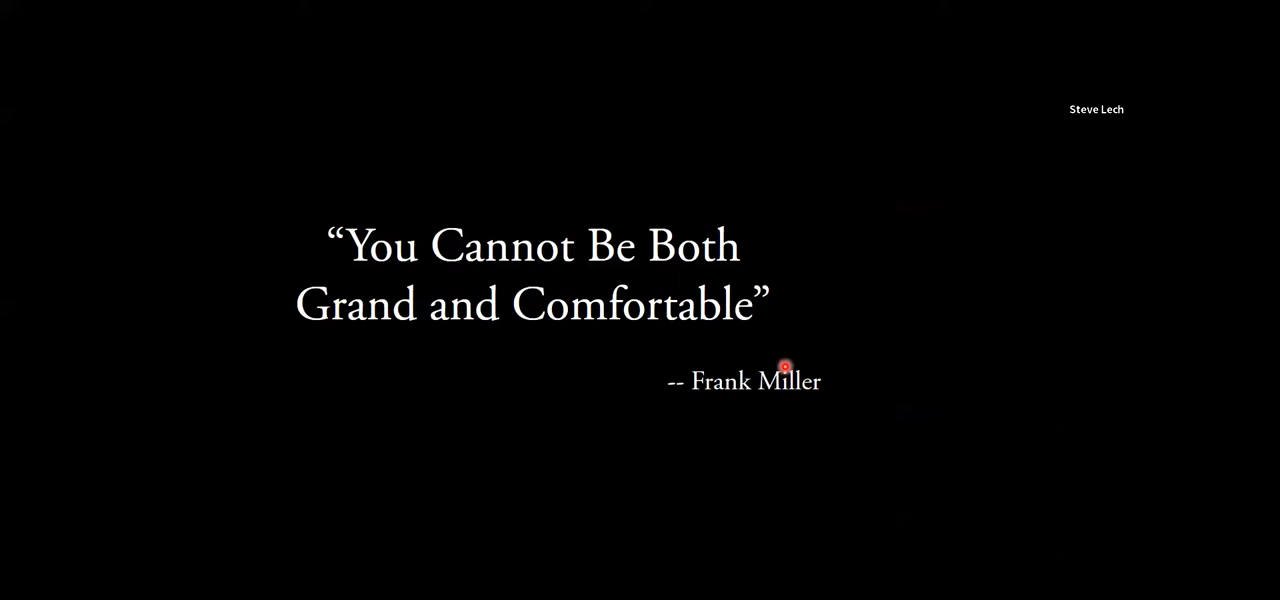 Steve Lech
“You Cannot Be Both
Grand and Comfortable”
-- Frank Miller